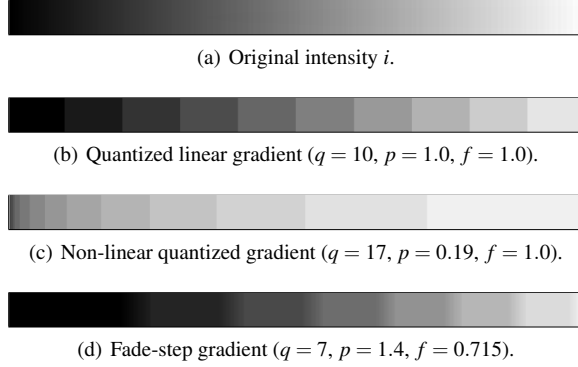 (a) Original intensity i.
(b) Quantized linear gradient (q = 10, p = 1.0, f = 1.0).
(c) Non-linear quantized gradient (q = 17, p = 0.19, f = 1.0).
(d) Fade-step gradient (q = 7, p = 1.4, f = 0.715).